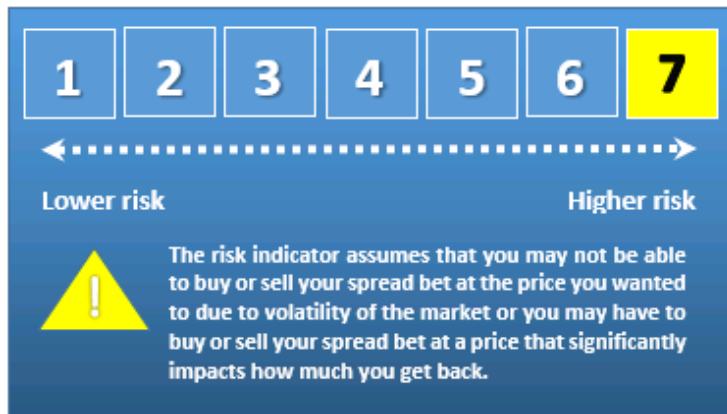 1 2 3 4 5 6 7
Lower risk Higher risk
!
The risk indicator assumes that you may not be able
to buy or sell your spread bet at the price you wanted
to due to volatility of the market or you may have to
buy or sell your spread bet at a price that significantly
impacts how much you get back.